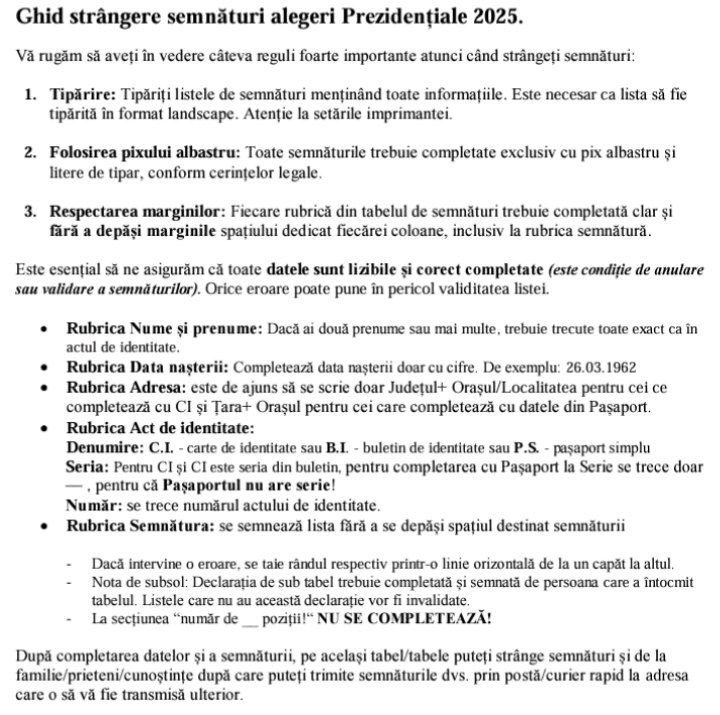 Ghid strângere semnături alegeri Prezidențiale 2025.
Vă rugăm să aveți în vedere câteva reguli foarte importante atunci când strângeți semnături:
1. Tipărire: Tipăriți listele de semnături menținând toate informațiile. Este necesar ca lista să fie
tipărită în format landscape. Atenție la setările imprimantei.
2. Folosirea pixului albastru: Toate semnăturile trebuie completate exclusiv cu pix albastru și
litere de tipar, conform cerințelor legale.
3. Respectarea marginilor: Fiecare rubrică din tabelul de semnături trebuie completată clar și
fără a depăși marginile spațiului dedicat fiecărei coloane, inclusiv la rubrica semnătură.
Este esențial să ne asigurăm că toate datele sunt lizibile și corect completate (este condiție de anulare
sau validare a semnăturilor). Orice eroare poate pune în pericol validitatea listei.
• Rubrica Nume și prenume: Dacă ai două prenume sau mai multe, trebuie trecute toate exact ca în
actul de identitate.
• Rubrica Data nașterii: Completează data nașterii doar cu cifre. De exemplu: 26.03.1962
• Rubrica Adresa: este de ajuns să se scrie doar Județul+ Orașul/Localitatea pentru cei ce
completează cu CI și Țara+ Orașul pentru cei care completează cu datele din Pașaport.
• Rubrica Act de identitate:
Denumire: C.I. - carte de identitate sau B.I. - buletin de identitate sau P.S. - pașaport simplu
Seria: Pentru CI și CI este seria din buletin, pentru completarea cu Pașaport la Serie se trece doar
— , pentru că Pașaportul nu are serie!
Număr: se trece numărul actului de identitate.
• Rubrica Semnătura: se semnează lista fără a se depăși spațiul destinat semnăturii
- Dacă intervine o eroare, se taie rândul respectiv printr-o linie orizontală de la un capăt la altul.
- Nota de subsol: Declarația de sub tabel trebuie completată și semnată de persoana care a întocmit
tabelul. Listele care nu au această declarație vor fi invalidate.
- La secțiunea “număr de __ poziții!“ NU SE COMPLETEAZĂ!
După completarea datelor și a semnăturii, pe același tabel/tabele puteți strânge semnături și de la
familie/prieteni/cunoștințe după care puteți trimite semnăturile dvs. prin poștă/curier rapid la adresa
care o să vă fie transmisă ulterior.